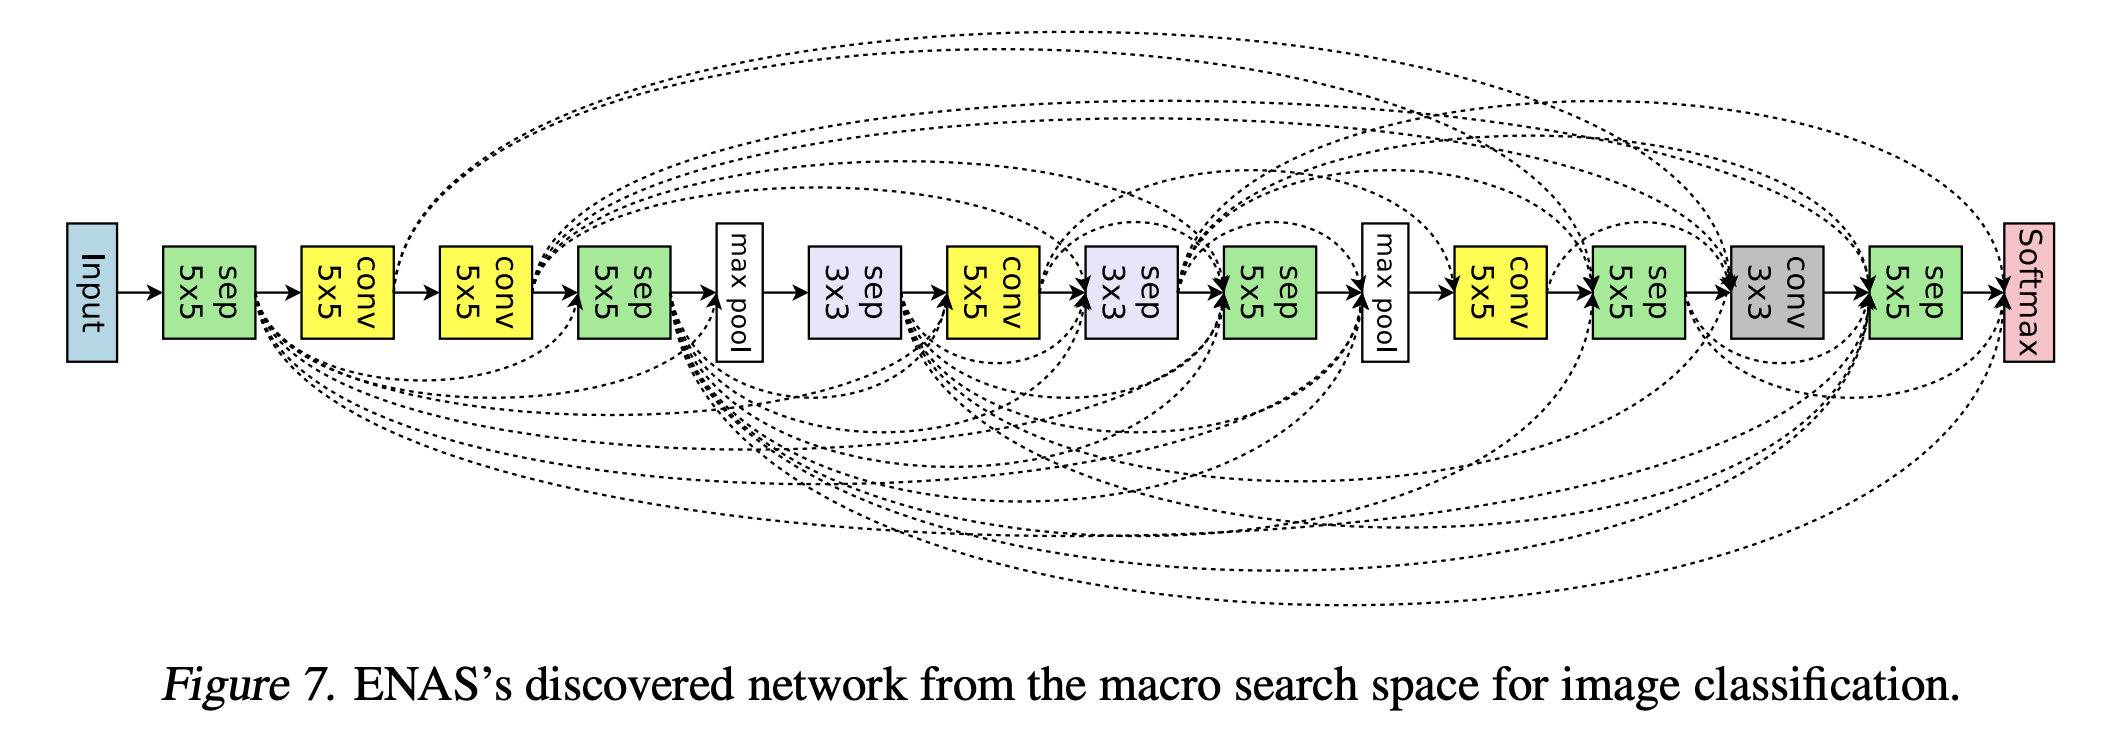 Input
sep
5x5
conv
5x5
conv
5x5
sep
5x5
max pool
sep
3x3
conv
5x5
sep
3x3
sep
5x5
max pool
conv
5x5
sep
5x5
conv
3x3
sep
5x5
Softmax
Figure 7. ENAS’s discovered network from the macro search space for image classification.